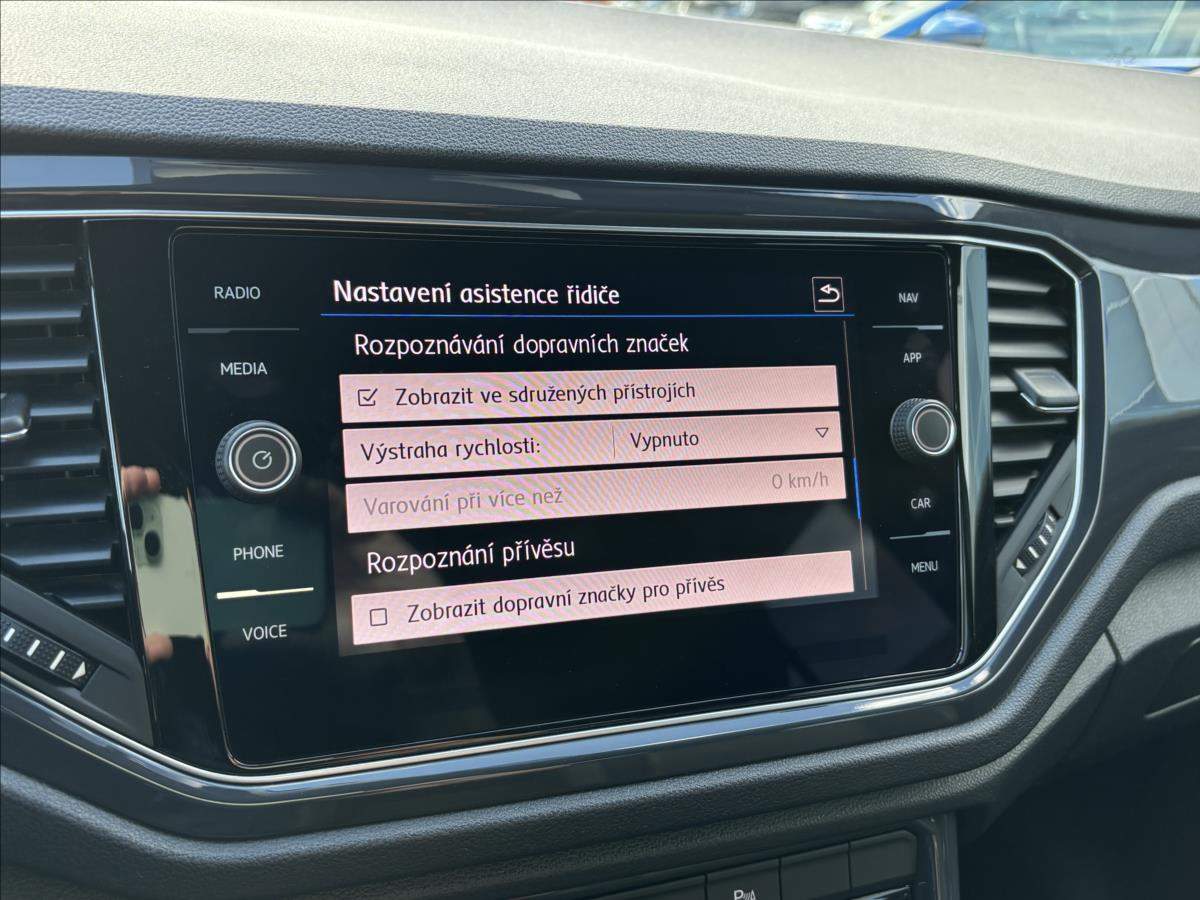 RADIO
MEDIA
PHONE
VOICE
Nastavení asistence řidiče
Rozpoznávání dopravních značek
Zobrazit ve sdružených přístrojích
Výstraha rychlosti: Vypnuto
Varování při více než 0 km/h
Rozpoznání přívěsu
Zobrazit dopravní značky pro přívěs
NAV
APP
CAR
MENU
P